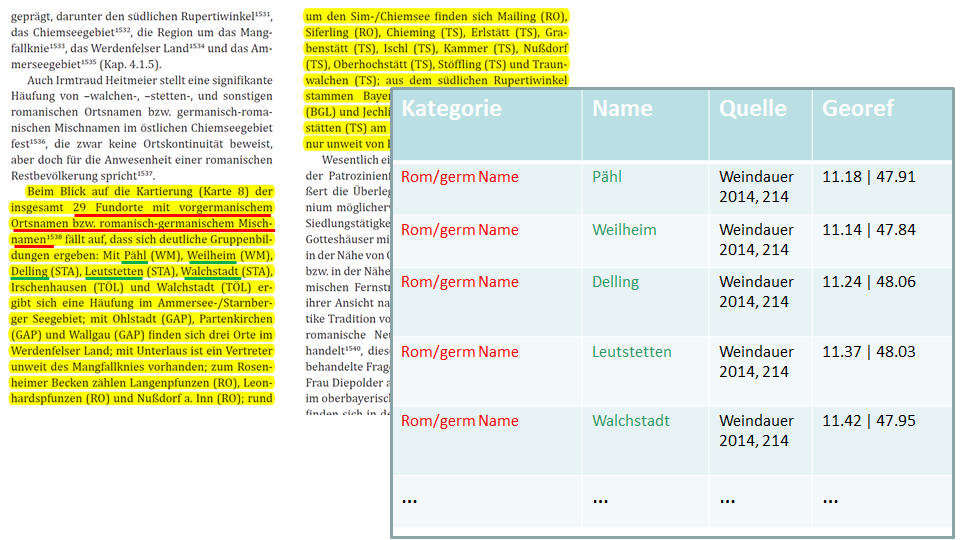 geprägt, darunter den südlichen Rupertiwinkel¹⁵³¹,
das Chiemseegebiet¹⁵³², die Region um das Mang-
fallknie¹⁵³³, das Werdenfelser Land¹⁵³⁴ und das Am-
merseegebiet¹⁵³⁵ (Kap. 4.1.5).
Auch Irmtraud Heitmeier stellt eine signifikante
Häufung von –walchen-, –stetten-, und sonstigen
romanischen Ortsnamen bzw. germanisch-roma-
nischen Mischnamen im östlichen Chiemseegebiet
fest¹⁵³⁶, die zwar keine Ortskontinuität beweist,
aber doch für die Anwesenheit einer romanischen
Restbevölkerung spricht¹⁵³⁷.
Beim Blick auf die Kartierung (Karte 8) der
insgesamt 29 Fundorte mit vorgermanischem
Ortsnamen bzw. romanisch-germanischem Misch-
namen¹⁵³⁸ fällt auf, dass sich deutliche Gruppenbil-
dungen ergeben: Mit Pähl (WM), Weilheim (WM),
Delling (STA), Leutstetten (STA), Walchstadt (STA),
Irschenhausen (TÖL) und Walchstadt (TÖL) er-
gibt sich eine Häufung im Ammersee-/Starnber-
ger Seegebiet; mit Ohlstadt (GAP), Partenkirchen
(GAP) und Wallgau (GAP) finden sich drei Orte im
Werdenfelser Land; mit Unterlaus ist ein Vertreter
unweit des Mangfallknies vorhanden; zum Rosen-
heimer Becken zählen Langenpfunzen (RO), Leon-
hardspfunzen (RO) und Nußdorf a. Inn (RO); rund
um den Sim-/Chiemsee finden sich Mailing (RO),
Siferling (RO), Chieming (TS), Erlstätt (TS), Gra-
benstätt (TS), Ischl (TS), Kammer (TS), Nußdorf
(TS), Oberhochstätt (TS), Stöffling (TS) und Traun-
walchen (TS); aus dem südlichen Rupertiwinkel
stammen
(BGL) und
stätten (TS) am
nur unweit von
Wesentlich
der
ßert die
nium
Siedlungstätigke
Gotteshäuser
in der Nähe von
bzw. in der Nähe
mischen
ihrer Ansicht
tike Tradition
romanische
handelt¹⁵⁴⁰,
behandelte
Frau Diepolder
im
finden sich in
Kategorie Name Quelle Georef
Rom/germ Name Pähl Weindauer 11.18 | 47.91
2014, 214
Rom/germ Name Weilheim Weindauer 11.14 | 47.84
2014, 214
Rom/germ Name Delling Weindauer 11.24 | 48.06
2014, 214
Rom/germ Name Leutstetten Weindauer 11.37 | 48.03
2014, 214
Rom/germ Name Walchstadt Weindauer 11.42 | 47.95
2014, 214
... ... ... ...